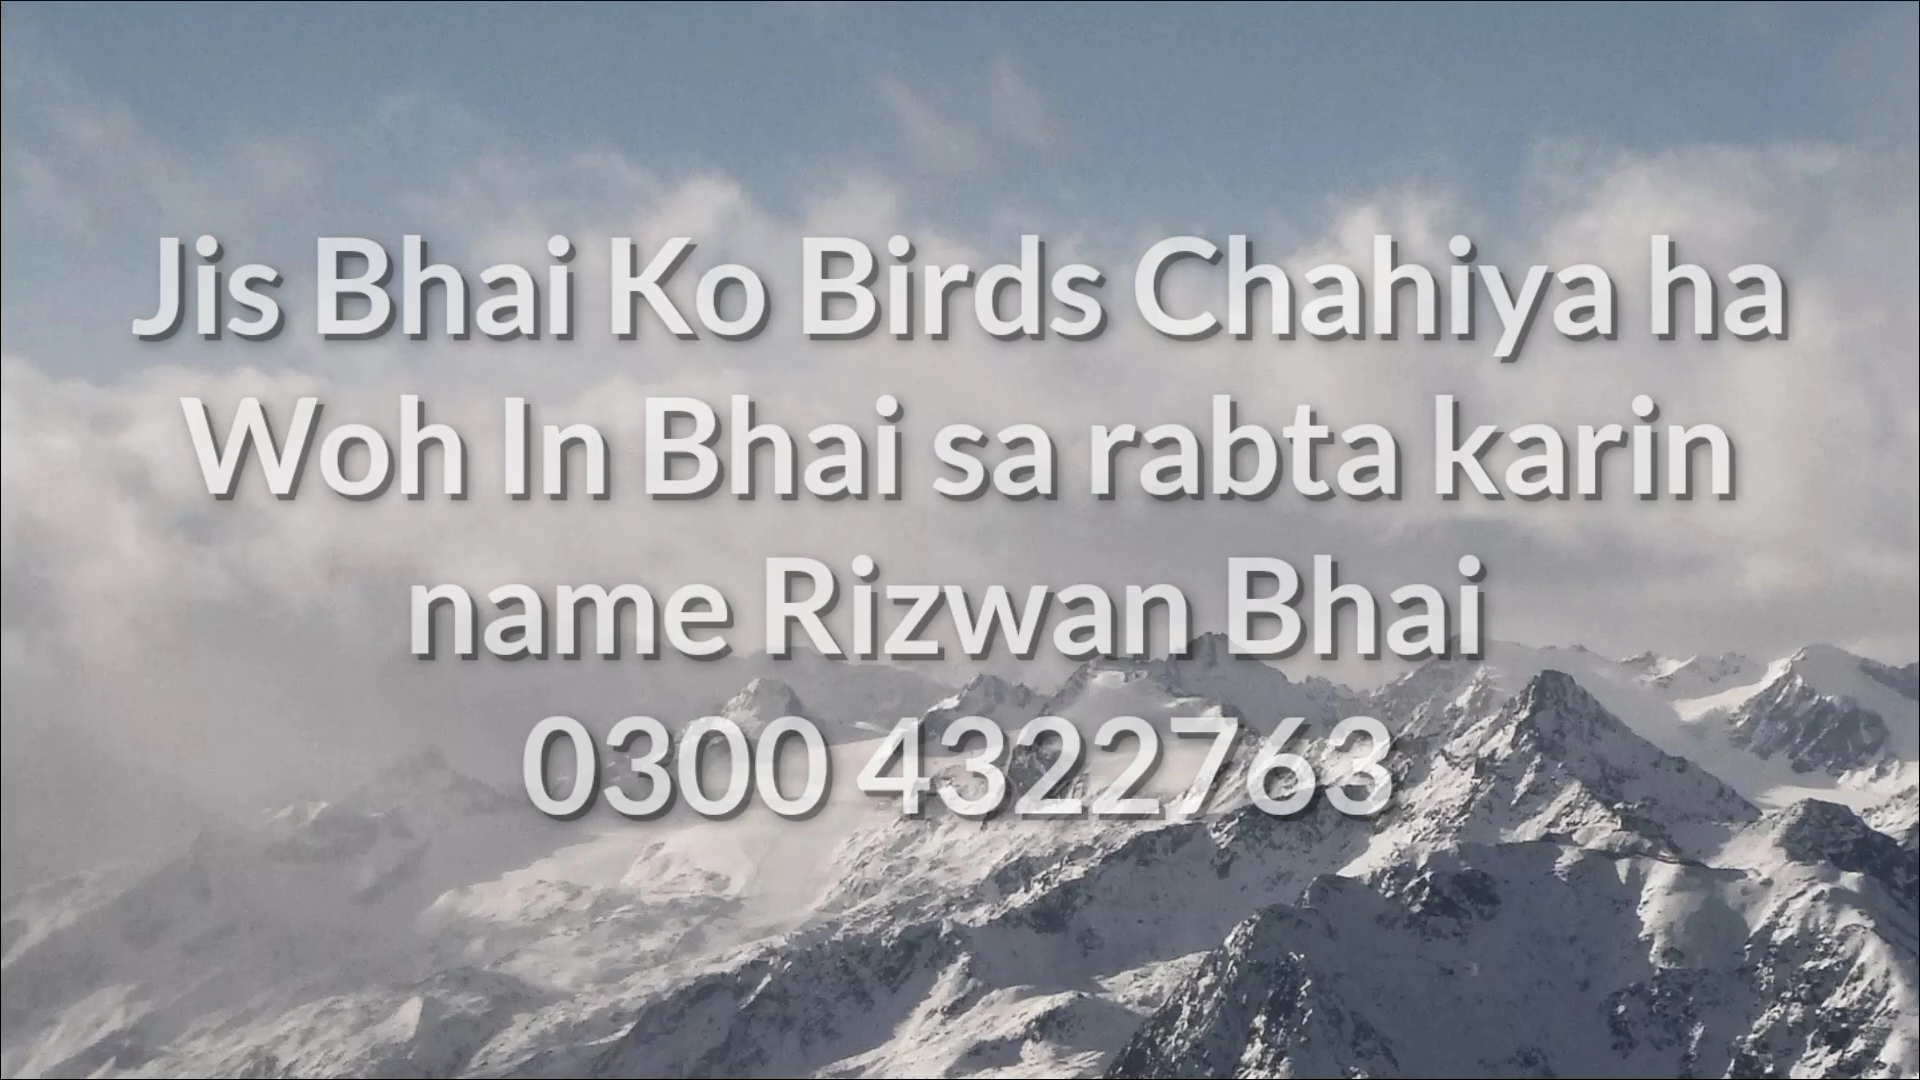 Jis Bhai Ko Birds Chahiya ha
Woh In Bhai sa rabta karin
name Rizwan Bhai
0300 4322763